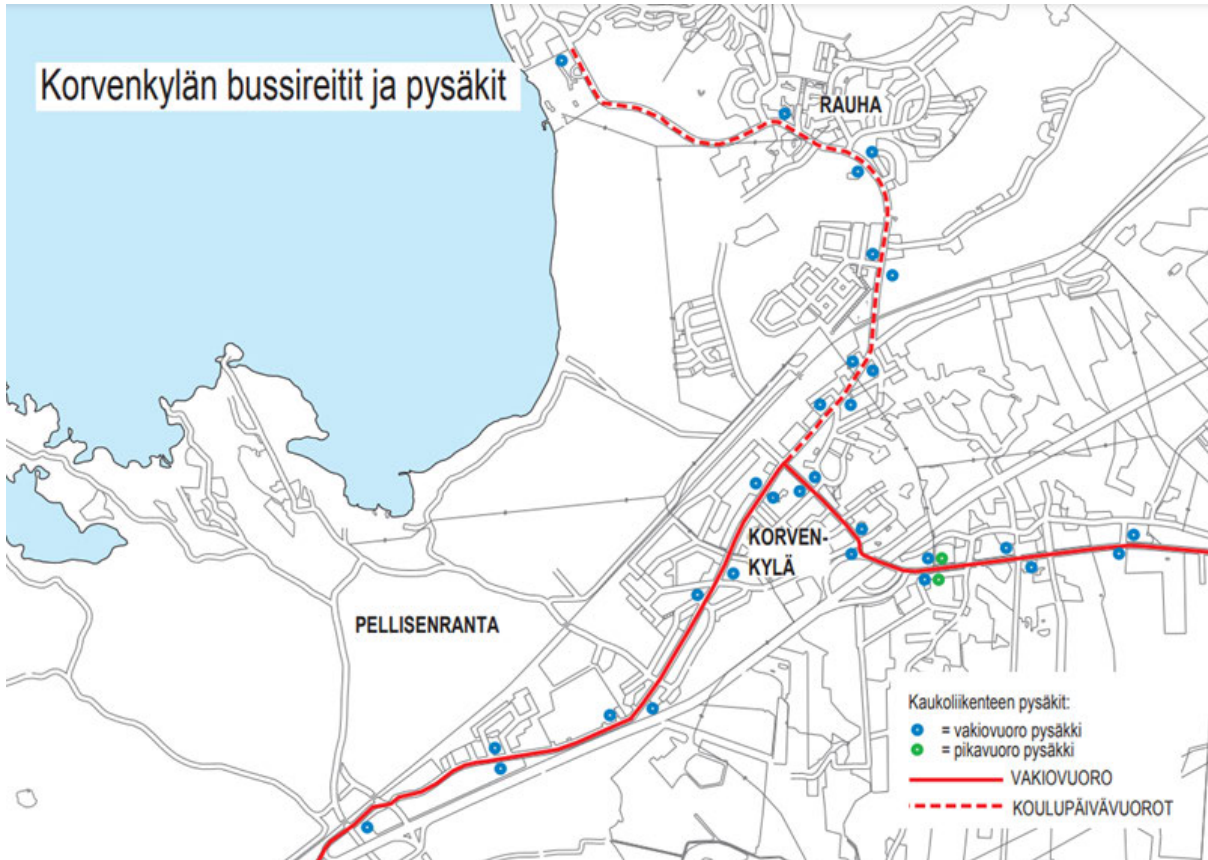 Korvenkylän bussireitit ja pysäkit
RAUHA
KORVEN-
KYLÄ
PELLISENRANTA
Kaukoliikenteen pysäkit:
= vakiovuoro pysäkki
= pikavuoro pysäkki
VAKIOVUORO
KOULUPÄIVÄVUOROT